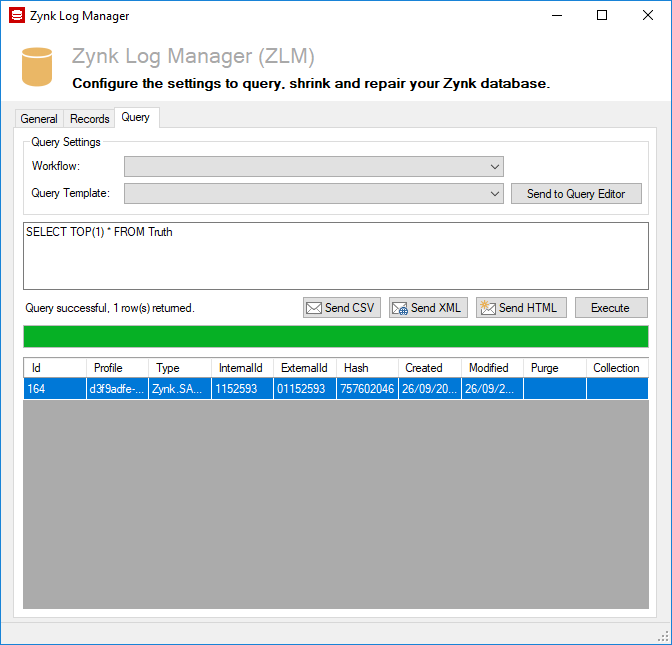 Zynk Log Manager
Zynk Log Manager (ZLM)
Configure the settings to query, shrink and repair your Zynk database.
General Records Query
Query Settings
Workflow:
Query Template: Send to Query Editor
SELECT TOP(1) * FROM Truth
Query successful, 1 row(s) returned. Send CSV Send XML Send HTML Execute
Id Profile Type InternalId ExternalId Hash Created Modified Purge Collection
164 d3f9adfe-... Zynk.SA... 1152593 01152593 757602046 26/09/20... 26/09/2...